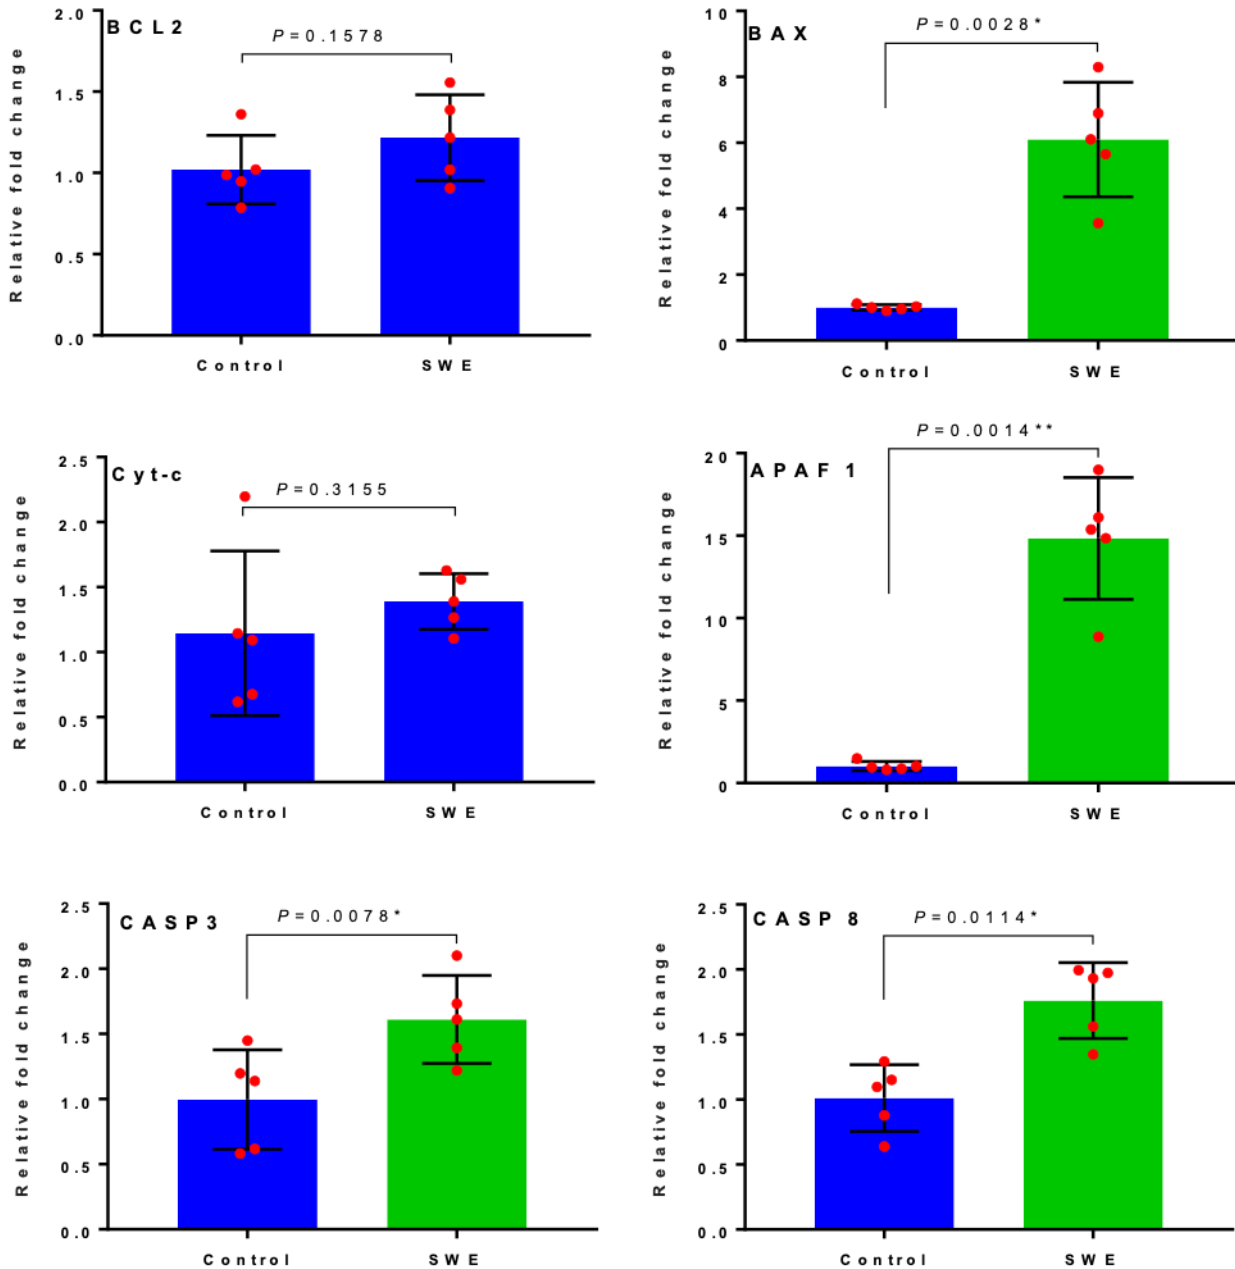 BCL2
P=0.1578
Relative fold change
2.0
1.5
1.0
0.5
0.0
Control SWE
BAX
P=0.0028*
Relative fold change
10
8
6
4
2
0
Control SWE
Cyt-c
P=0.3155
Relative fold change
2.5
2.0
1.5
1.0
0.5
0.0
Control SWE
APAF 1
P=0.0014**
Relative fold change
20
15
10
5
0
Control SWE
CASP3
P=0.0078*
Relative fold change
2.5
2.0
1.5
1.0
0.5
0.0
Control SWE
CASP 8
P=0.0114*
Relative fold change
2.5
2.0
1.5
1.0
0.5
0.0
Control SWE